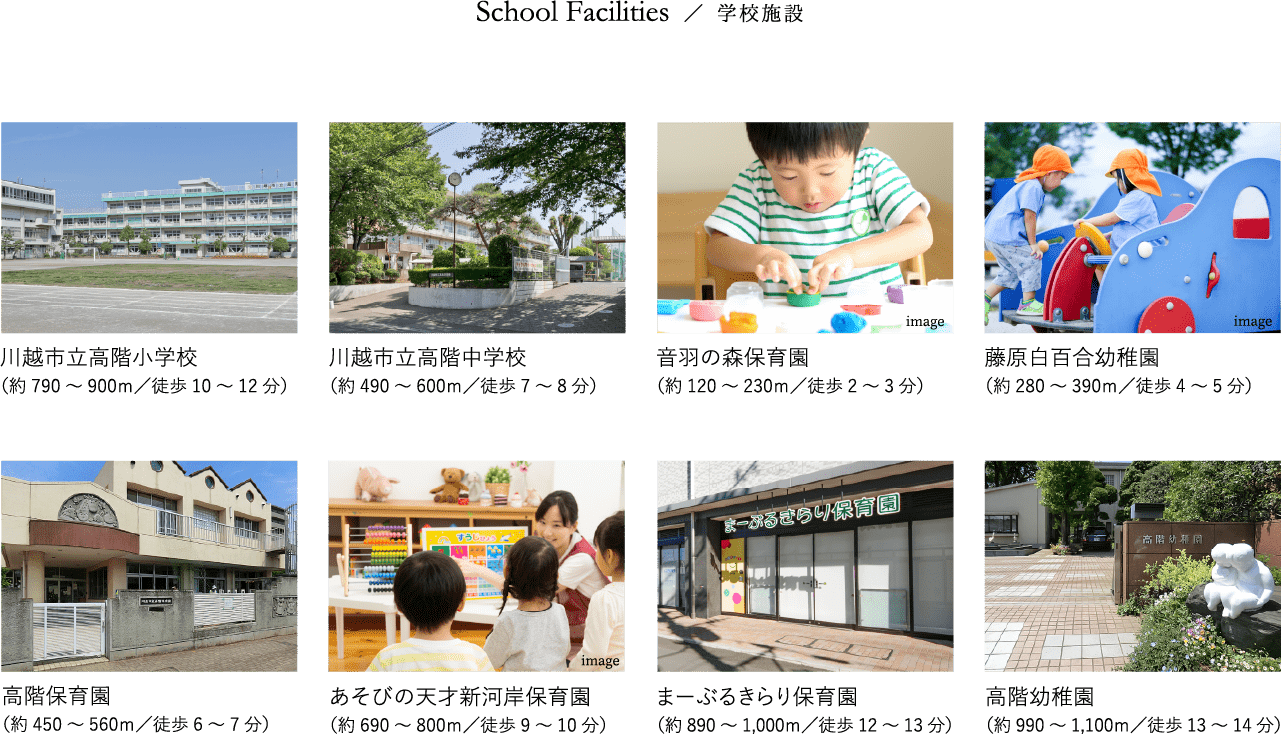 School Facilities ／ 学校施設
image
image
川越市立高階小学校
（約 790 ～ 900m／徒歩 10 ～ 12 分）
川越市立高階中学校
（約 490 ～ 600m／徒歩 7 ～ 8 分）
音羽の森保育園
（約 120 ～ 230m／徒歩 2 ～ 3 分）
藤原白百合幼稚園
（約 280 ～ 390m／徒歩 4 ～ 5 分）
まーぶるきらり保育園
高階幼稚園
image
高階保育園
（約 450 ～ 560m／徒歩 6 ～ 7 分）
あそびの天才新河岸保育園
（約 690 ～ 800m／徒歩 9 ～ 10 分）
まーぶるきらり保育園
（約 890 ～ 1,000m／徒歩 12 ～ 13 分）
高階幼稚園
（約 990 ～ 1,100m／徒歩 13 ～ 14 分）